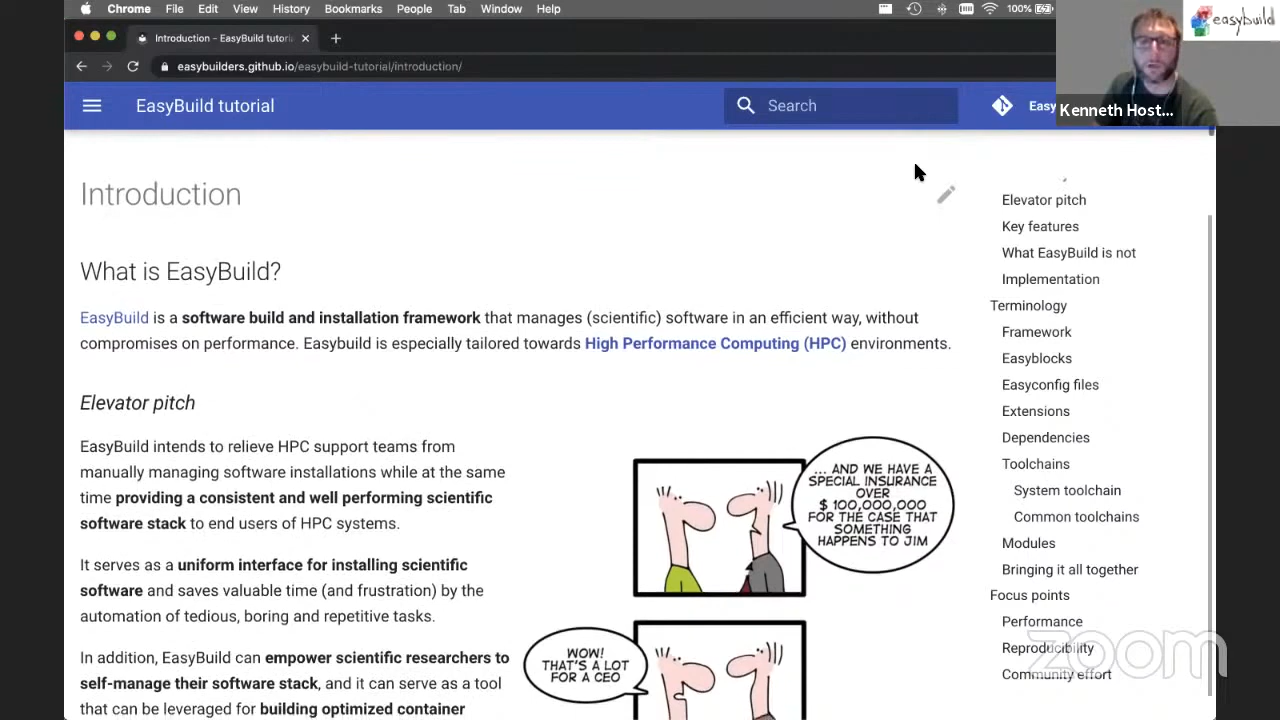 Chrome File Edit View History Bookmarks People Tab Window Help 100%
Introduction - EasyBuild tutori
easybuilders.github.io/easybuild-tutorial/introduction/
easybuild
Kenneth Host...
EasyBuild tutorial
Search
Easy
Introduction
What is EasyBuild?
EasyBuild is a software build and installation framework that manages (scientific) software in an efficient way, without
compromises on performance. Easybuild is especially tailored towards High Performance Computing (HPC) environments.
Elevator pitch
EasyBuild intends to relieve HPC support teams from
manually managing software installations while at the same
time providing a consistent and well performing scientific
software stack to end users of HPC systems.
It serves as a uniform interface for installing scientific
software and saves valuable time (and frustration) by the
automation of tedious, boring and repetitive tasks.
In addition, EasyBuild can empower scientific researchers to
self-manage their software stack, and it can serve as a tool
that can be leveraged for building optimized container
... AND WE HAVE A
SPECIAL INSURANCE
OVER
$ 100,000,000
FOR THE CASE THAT
SOMETHING
HAPPENS TO JIM
WOW!
THAT'S A LOT
FOR A CEO
Elevator pitch
Key features
What EasyBuild is not
Implementation
Terminology
Framework
Easyblocks
Easyconfig files
Extensions
Dependencies
Toolchains
System toolchain
Common toolchains
Modules
Bringing it all together
Focus points
Performance
Reproducibility
Community effort
zoom